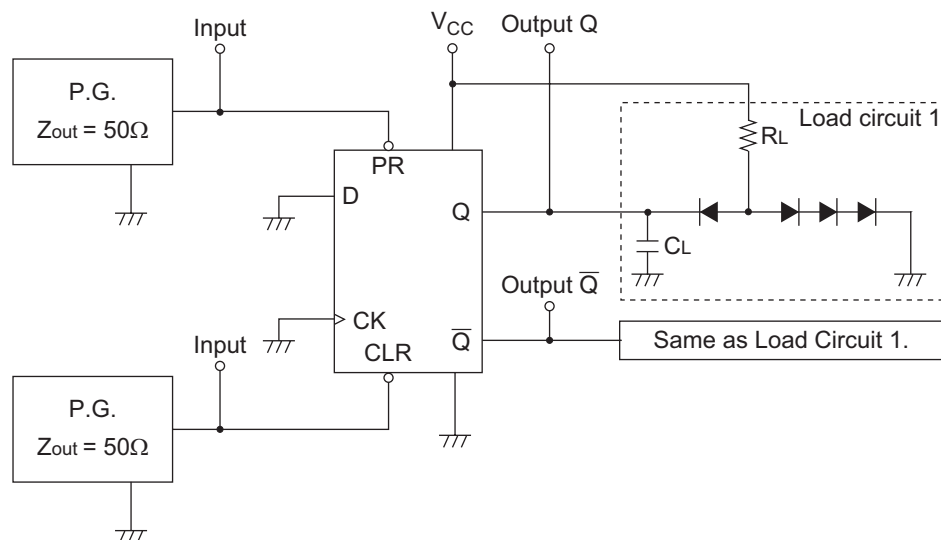 Input
P.G.
Zout = 50Ω
VCC
Output Q
Load circuit 1
RL
PR
D
Q
CL
CK
CLR
Q̅
Output Q̅
Same as Load Circuit 1.
Input
P.G.
Zout = 50Ω